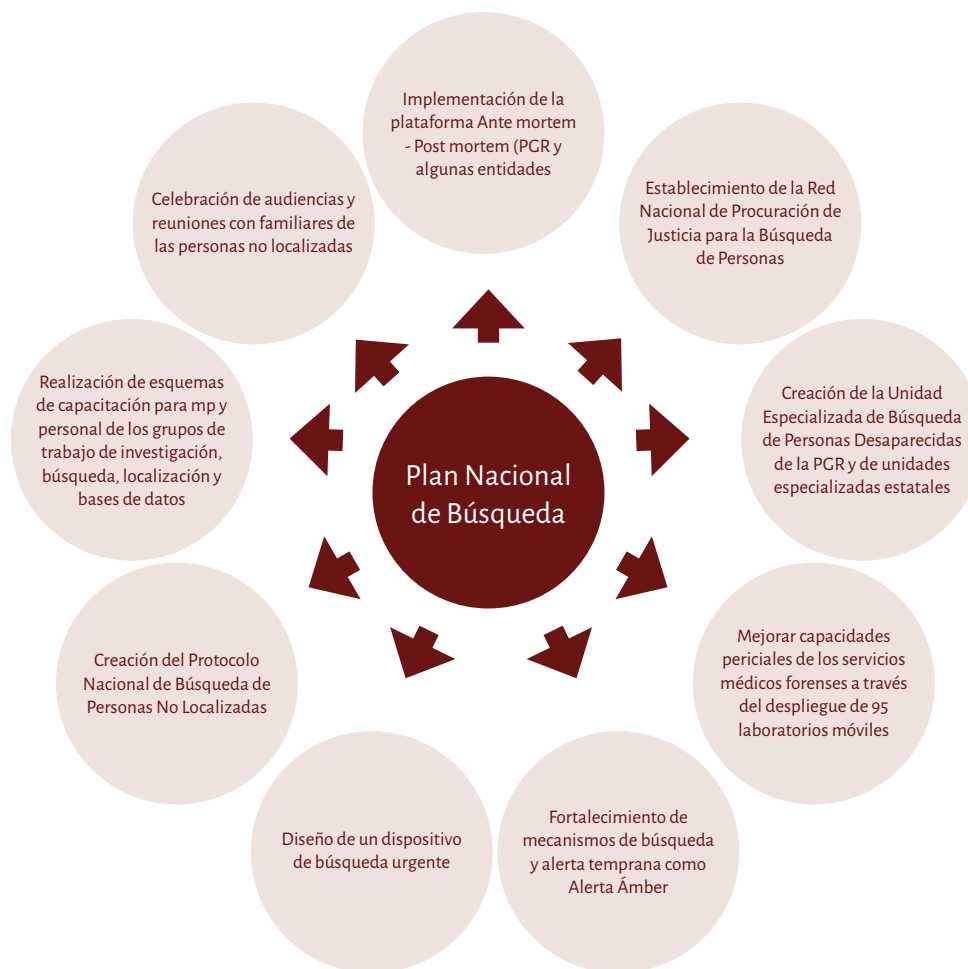 Implementación de la
plataforma Ante mortem
- Post mortem (PGR y
algunas entidades
Establecimiento de la Red
Nacional de Procuración de
Justicia para la Búsqueda
de Personas
Creación de la Unidad
Especializada de Búsqueda
de Personas Desaparecidas
de la PGR y de unidades
especializadas estatales
Mejorar capacidades
periciales de los servicios
médicos forenses a través
del despliegue de 95
laboratorios móviles
Fortalecimiento de
mecanismos de búsqueda
y alerta temprana como
Alerta Ámber
Diseño de un dispositivo
de búsqueda urgente
Creación del Protocolo
Nacional de Búsqueda de
Personas No Localizadas
Realización de esquemas
de capacitación para mp y
personal de los grupos de
trabajo de investigación,
búsqueda, localización y
bases de datos
Celebración de audiencias y
reuniones con familiares de
las personas no localizadas
Plan Nacional
de Búsqueda